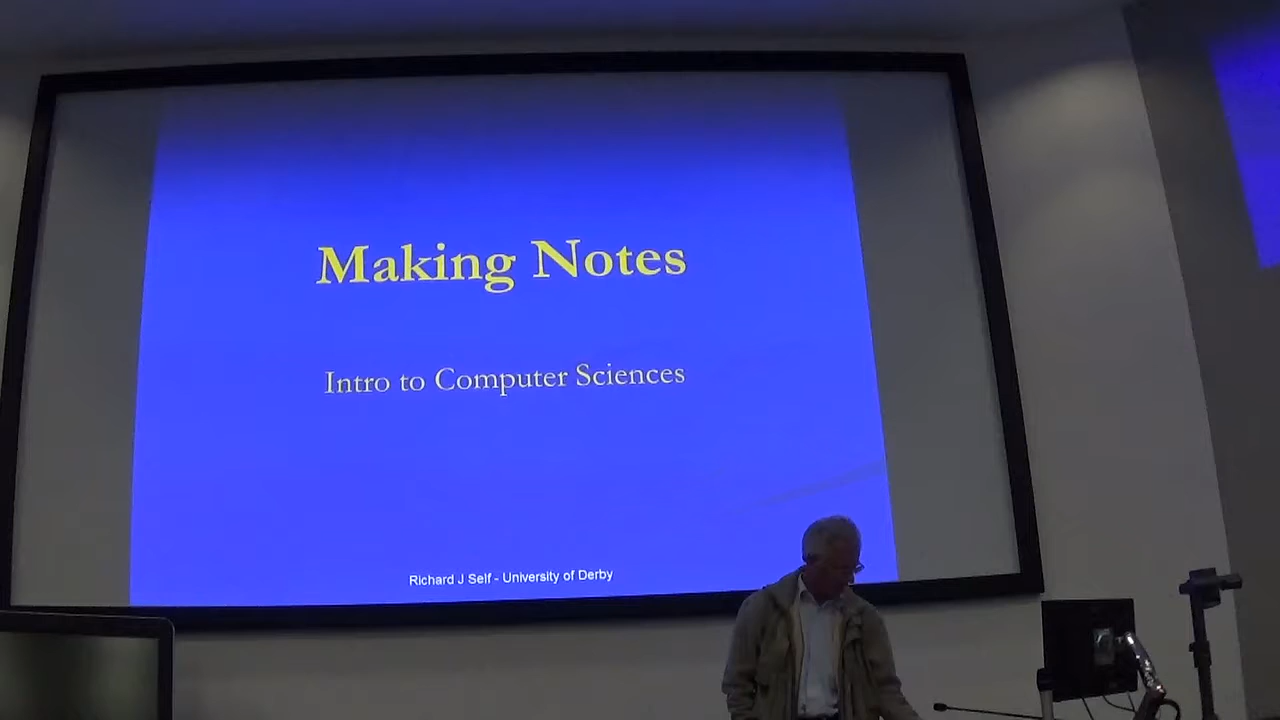 Making Notes
Intro to Computer Sciences
Richard J Self - University of Derby